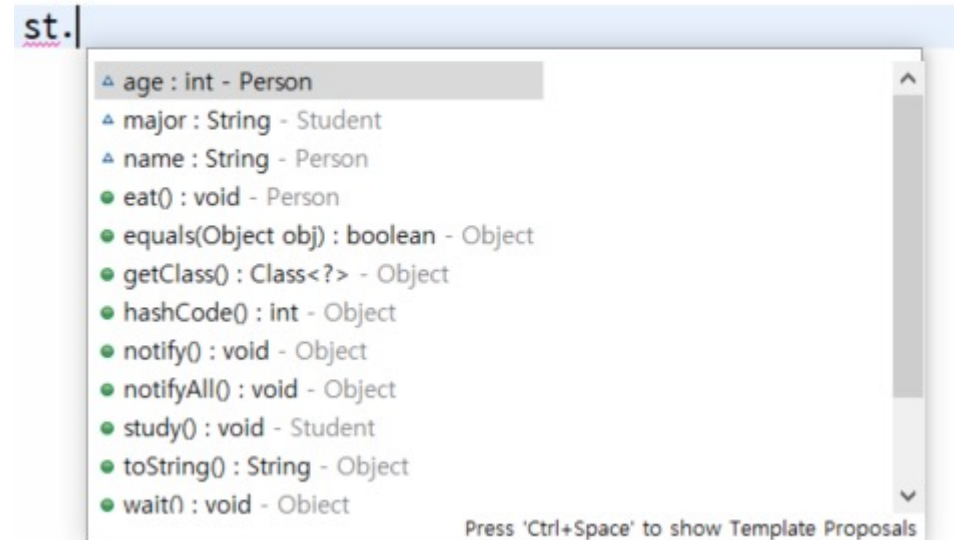 st.
age : int - Person
major : String - Student
name : String - Person
eat() : void - Person
equals(Object obj) : boolean - Object
getClass() : Class<?> - Object
hashCode() : int - Object
notify() : void - Object
notifyAll() : void - Object
study() : void - Student
toString() : String - Object
wait() : void - Object
Press 'Ctrl+Space' to show Template Proposals